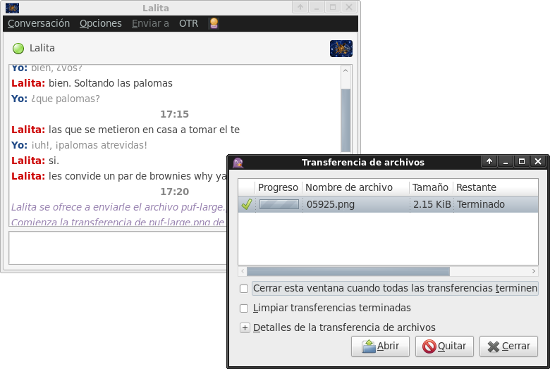 Lalita
Conversación Opciones Enviar a OTR
Lalita
Yo: bien, ¿vos?
Lalita: bien. Soltando las palomas
Yo: ¿que palomas?
17:15
Lalita: las que se metieron en casa a tomar el te
Yo: ¡uh!, ¡palomas atrevidas!
Lalita: si.
Lalita: les convide un par de brownies why ya
17:20
Lalita se ofrece a enviarle el archivo puf-large.
Comienza la transferencia de puf-large.png de
Transferencia de archivos
Progreso Nombre de archivo Tamaño Restante
05925.png 2.15 KiB Terminado
Cerrar esta ventana cuando todas las transferencias terminen
Limpiar transferencias terminadas
Detalles de la transferencia de archivos
Abrir Quitar Cerrar